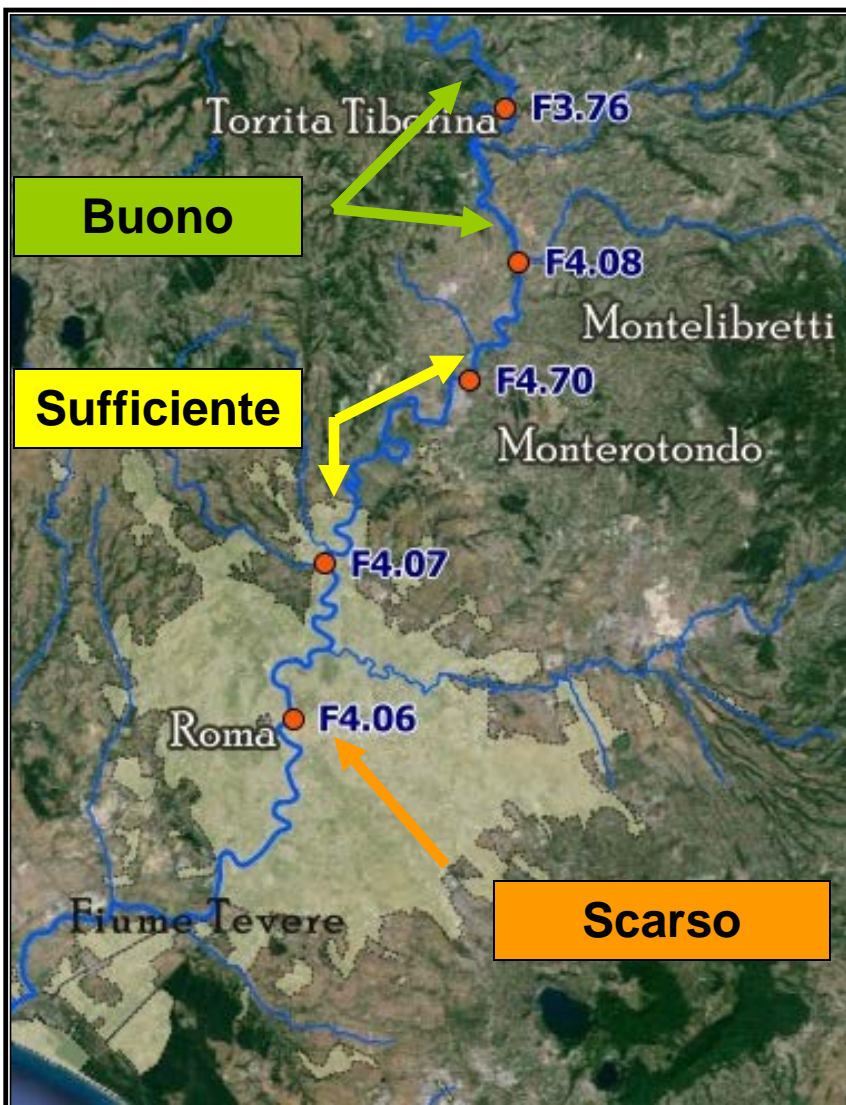 Torrita Tiberina
F3.76
Buono
F4.08
Montelibretti
Sufficiente
F4.70
Monterotondo
F4.07
Roma
F4.06
Fiume Tevere
Scarso